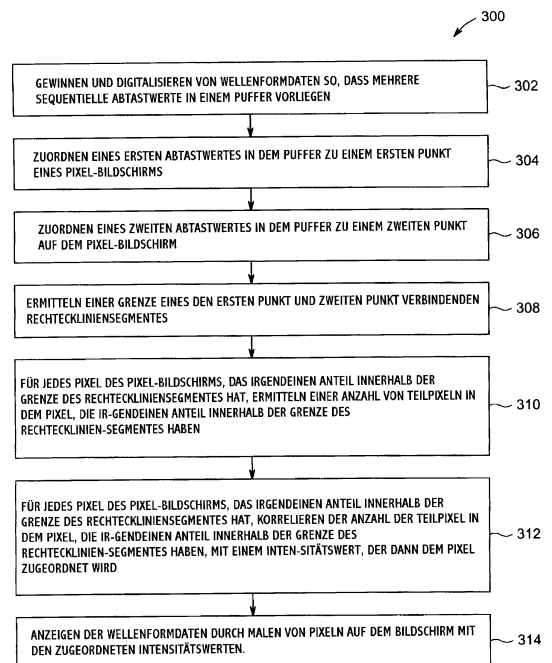 300
GEWINNEN UND DIGITALISIEREN VON WELLENFORMDATEN SO, DASS MEHRERE
SEQUENTIELLE ABTASTWERTE IN EINEM PUFFER VORLIEGEN
302
ZUORDNEN EINES ERSTEN ABTASTWERTES IN DEM PUFFER ZU EINEM ERSTEN PUNKT
EINES PIXEL-BILDSCHIRMS
304
ZUORDNEN EINES ZWEITEN ABTASTWERTES IN DEM PUFFER ZU EINEM ZWEITEN PUNKT
AUF DEM PIXEL-BILDSCHIRM
306
ERMITTELN EINER GRENZE EINES DEN ERSTEN PUNKT UND ZWEITEN PUNKT VERBINDENDEN
RECHTECKLINIENSEGMENTES
308
FÜR JEDES PIXEL DES PIXEL-BILDSCHIRMS, DAS IRGENDEINEN ANTEIL INNERHALB DER
GRENZE DES RECHTECKLINIENSEGMENTES HAT, ERMITTELN EINER ANZAHL VON TEILPIXELN IN
DEM PIXEL, DIE IR-GENDEINEN ANTEIL INNERHALB DER GRENZE DES
RECHTECKLINIEN-SEGMENTES HABEN
310
FÜR JEDES PIXEL DES PIXEL-BILDSCHIRMS, DAS IRGENDEINEN ANTEIL INNERHALB DER
GRENZE DES RECHTECKLINIENSEGMENTES HAT, KORRELIEREN DER ANZAHL DER TEILPIXEL IN
DEM PIXEL, DIE IR-GENDEINEN ANTEIL INNERHALB DER GRENZE DES
RECHTECKLINIEN-SEGMENTES HABEN, MIT EINEM INTEN-SITÄTSWERT, DER DANN DEM PIXEL
ZUGEORDNET WIRD
312
ANZEIGEN DER WELLENFORMDATEN DURCH MALEN VON PIXELN AUF DEM BILDSCHIRM MIT
DEN ZUGEORDNETEN INTENSITÄTSWERTEN.
314